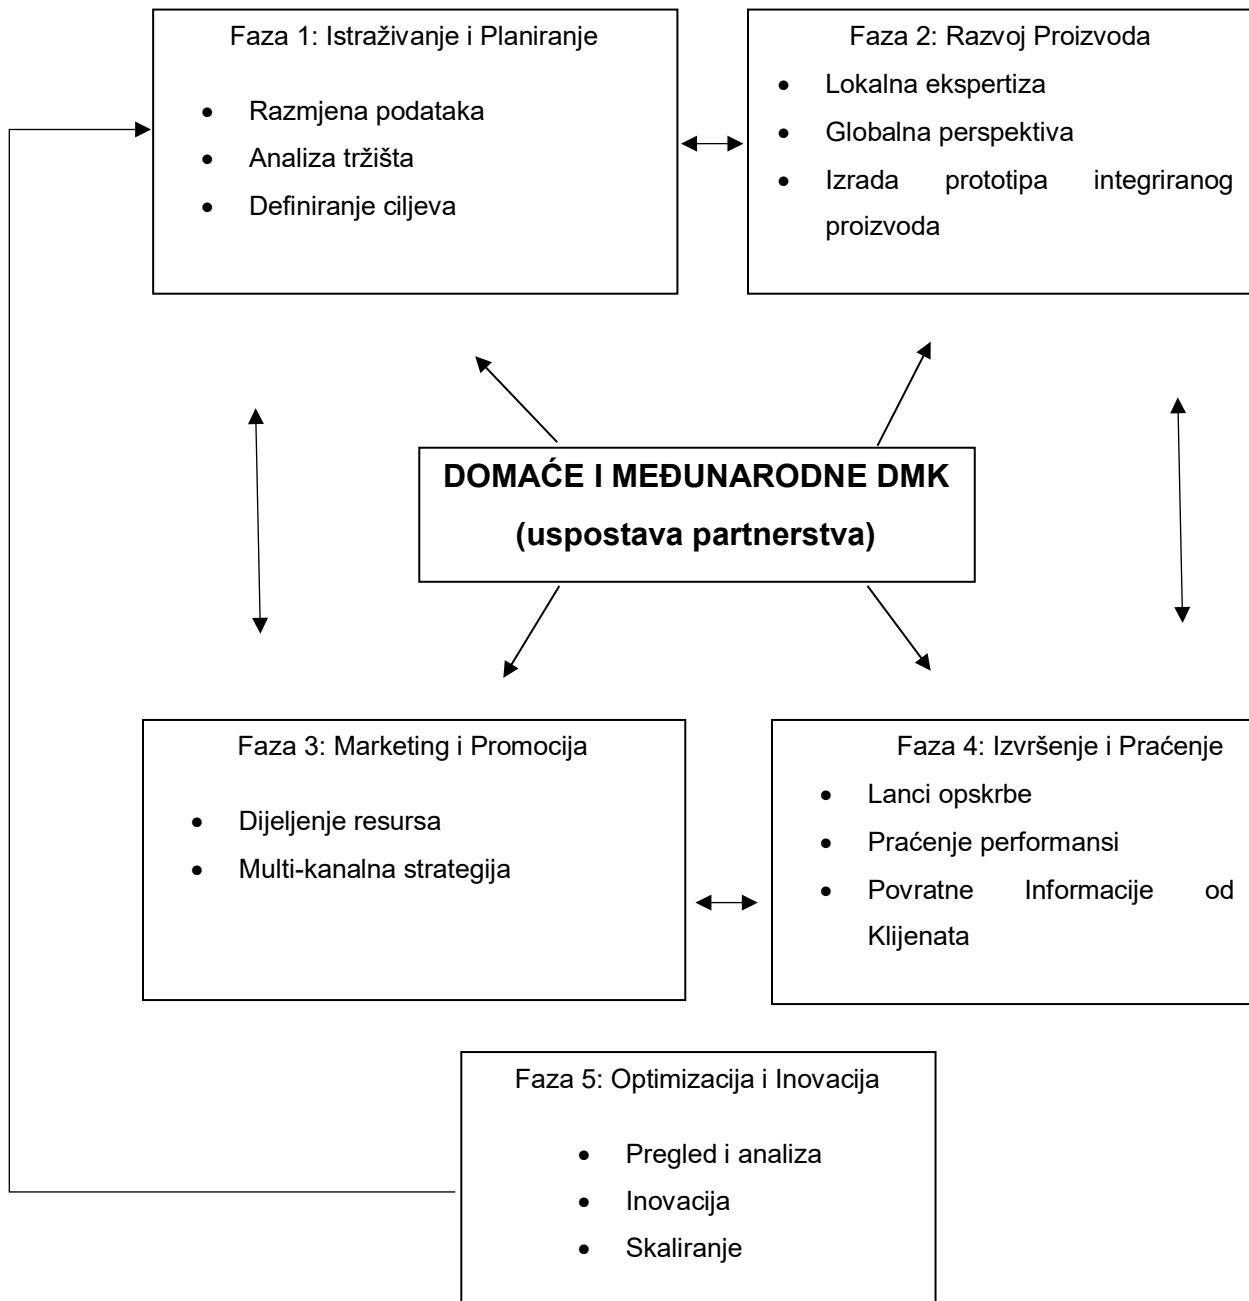 Faza 1: Istraživanje i Planiranje
• Razmjena podataka
• Analiza tržišta
• Definiranje ciljeva
Faza 2: Razvoj Proizvoda
• Lokalna ekspertiza
• Globalna perspektiva
• Izrada prototipa integriranog
proizvoda
DOMAĆE I MEĐUNARODNE DMK
(uspostava partnerstva)
Faza 3: Marketing i Promocija
• Dijeljenje resursa
• Multi-kanalna strategija
Faza 4: Izvršenje i Praćenje
• Lanci opskrbe
• Praćenje performansi
• Povratne Informacije od
Klijenata
Faza 5: Optimizacija i Inovacija
• Pregled i analiza
• Inovacija
• Skaliranje